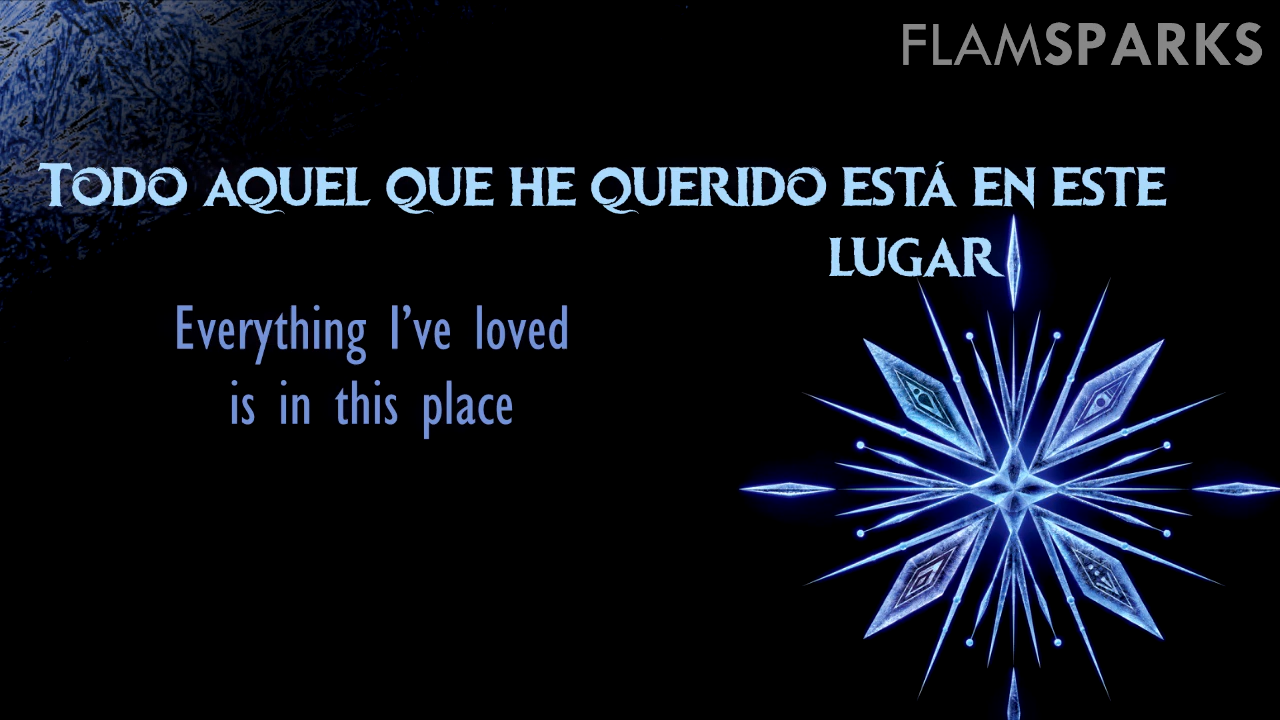 FLAMSPARKS
TODO AQUEL QUE HE QUERIDO ESTÁ EN ESTE
LUGAR
Everything I've loved
is in this place